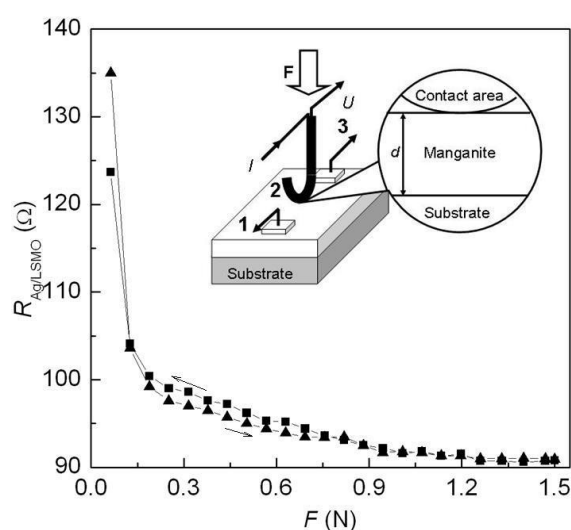 R_Ag/LSMO (Ω)
140
130
120
110
100
90
0.0 0.3 0.6 0.9 1.2 1.5
F (N)
F
U
I
3
2
1
Substrate
Contact area
d
Manganite
Substrate